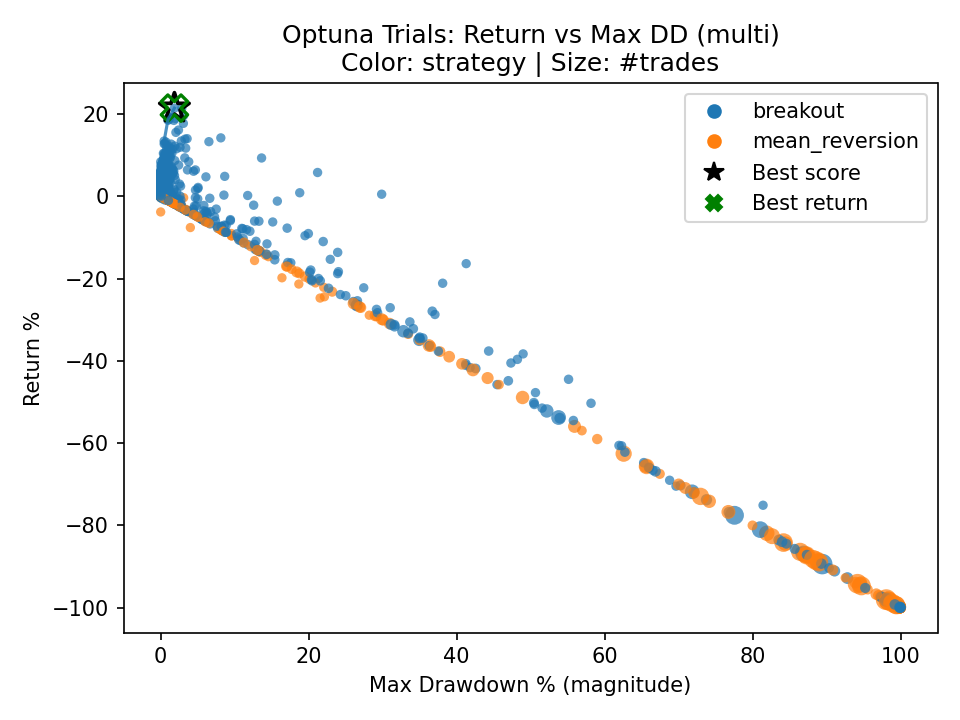 Optuna Trials: Return vs Max DD (multi)
Color: strategy | Size: #trades
breakout
mean_reversion
Best score
Best return
Return %
20
0
−20
−40
−60
−80
−100
0
20
40
60
80
100
Max Drawdown % (magnitude)